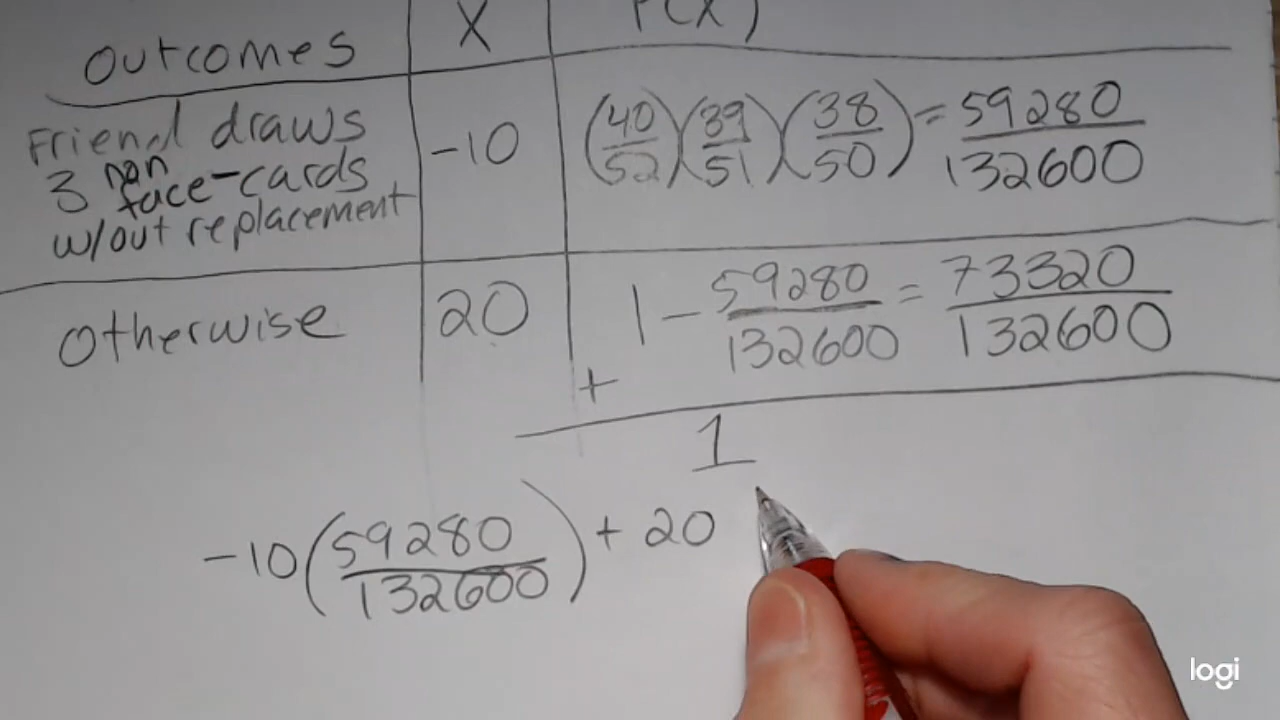 Outcomes X P(X)
Friend draws
3 non face-cards
w/out replacement
-10
(40/52)(39/51)(38/50) = 59280/132600
Otherwise 20 1 - 59280/132600 = 73320/132600
+
1
-10(59280/132600) + 20
logi